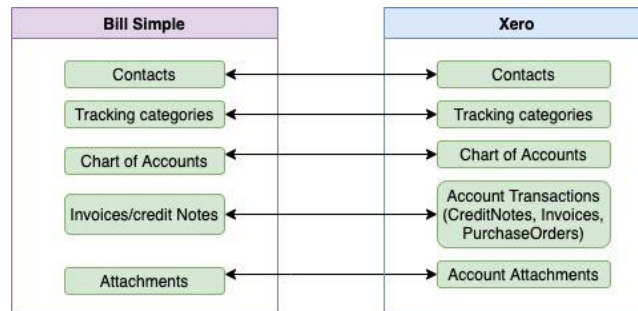 Bill Simple
Xero
Contacts
Contacts
Tracking categories
Tracking categories
Chart of Accounts
Chart of Accounts
Invoices/credit Notes
Account Transactions
(CreditNotes, Invoices,
PurchaseOrders)
Attachments
Account Attachments